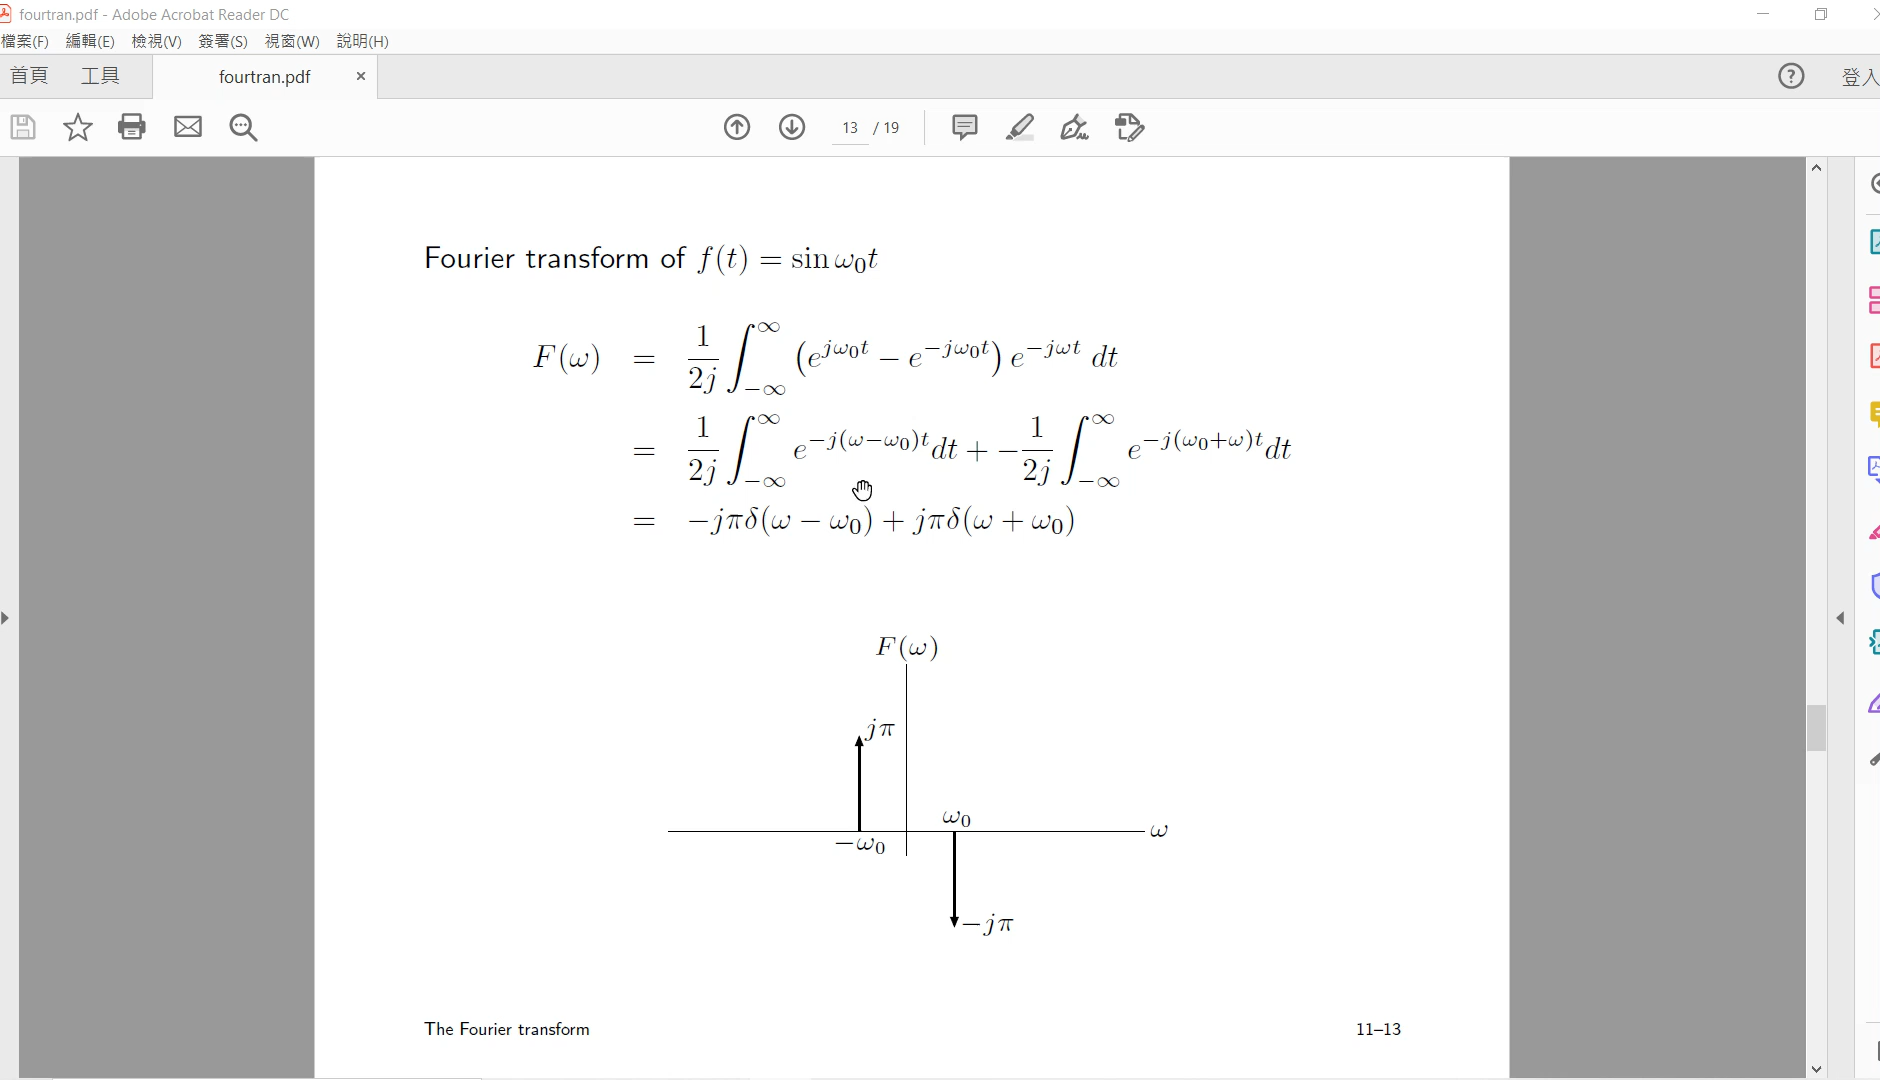 fourtran.pdf - Adobe Acrobat Reader DC
檔案(F) 編輯(E) 檢視(V) 簽署(S) 視窗(W) 說明(H)
首頁 工具 fourtran.pdf × ? 登入
13 / 19
Fourier transform of f(t) = sin ω₀t
F(ω) = \frac{1}{2j} ∫_{-∞}^{∞} (e^{jω₀t} − e^{−jω₀t}) e^{−jωt} dt
= \frac{1}{2j} ∫_{-∞}^{∞} e^{−j(ω−ω₀)t} dt + −\frac{1}{2j} ∫_{-∞}^{∞} e^{−j(ω₀+ω)t} dt
= −jπδ(ω − ω₀) + jπδ(ω + ω₀)
F(ω)
jπ
ω₀
ω
−ω₀
−jπ
The Fourier transform 11–13